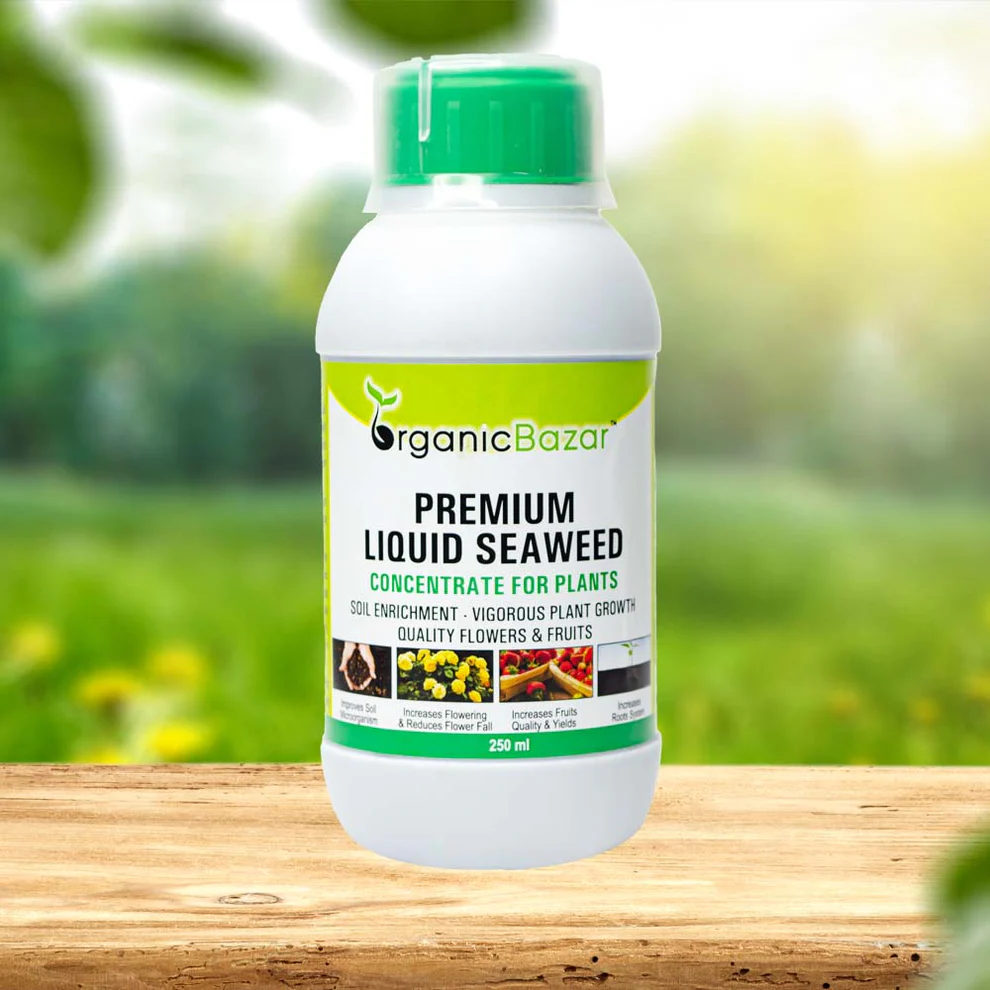 OrganicBazar™
PREMIUM
LIQUID SEAWEED
CONCENTRATE FOR PLANTS
SOIL ENRICHMENT · VIGOROUS PLANT GROWTH
QUALITY FLOWERS & FRUITS
Improves Soil
Microorganism
Increases Flowering
& Reduces Flower Fall
Increases Fruits
Quality & Yields
Increases
Roots System
250 ml